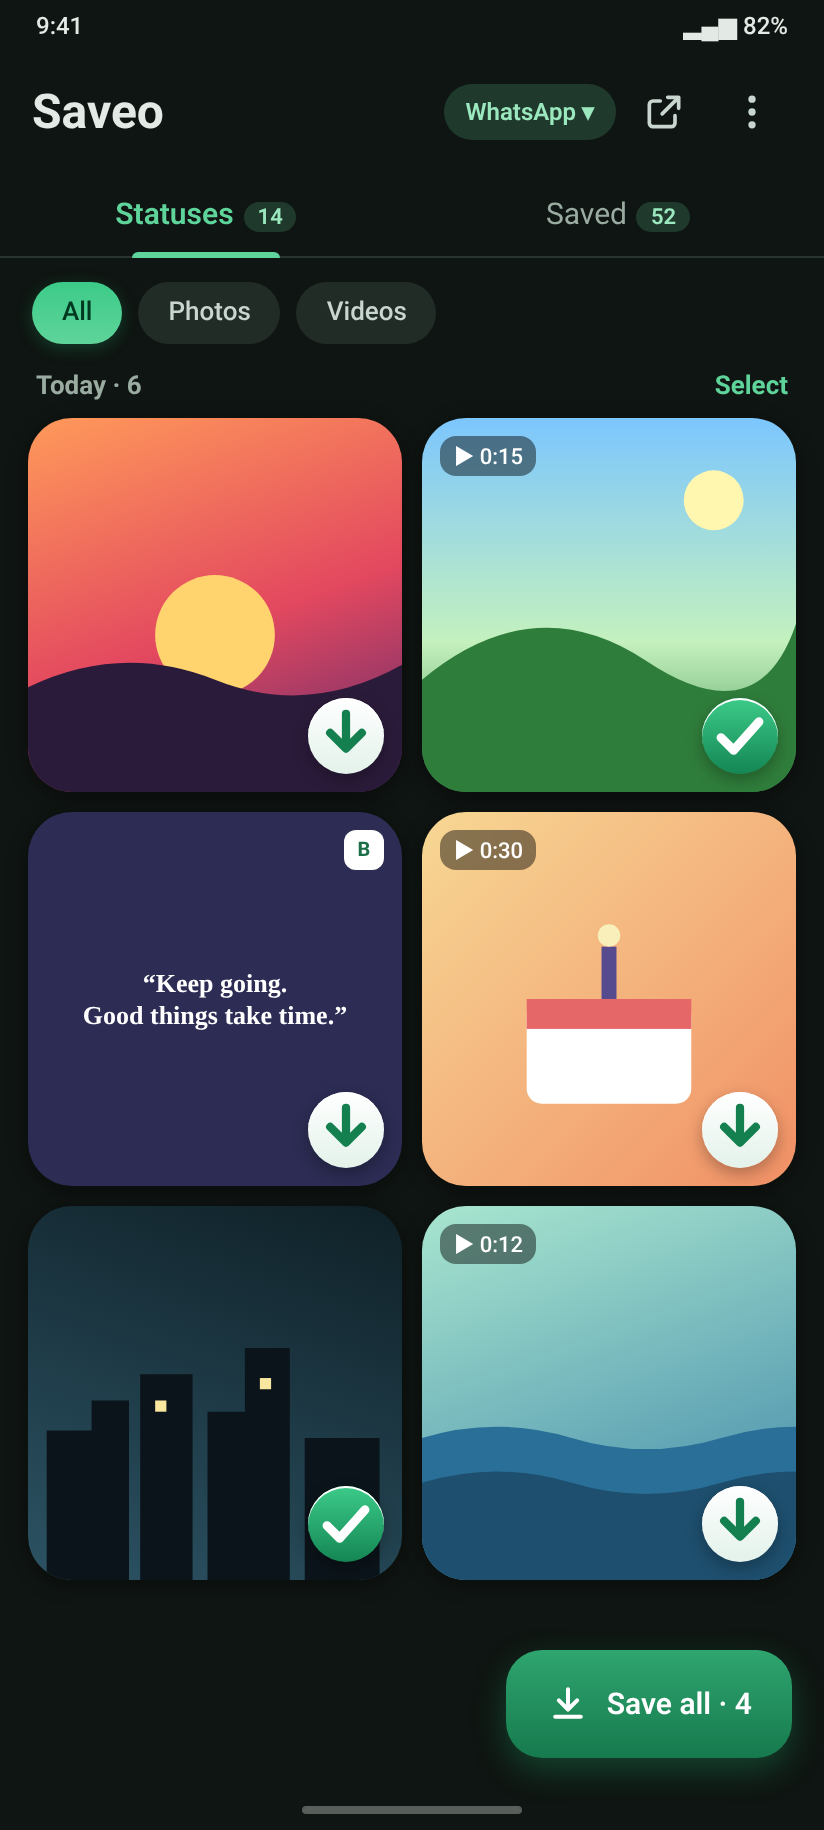 9:41
82%
Saveo
WhatsApp ▾
Statuses 14
Saved 52
All
Photos
Videos
Today · 6
Select
0:15
B
“Keep going.
Good things take time.”
0:30
0:12
Save all · 4